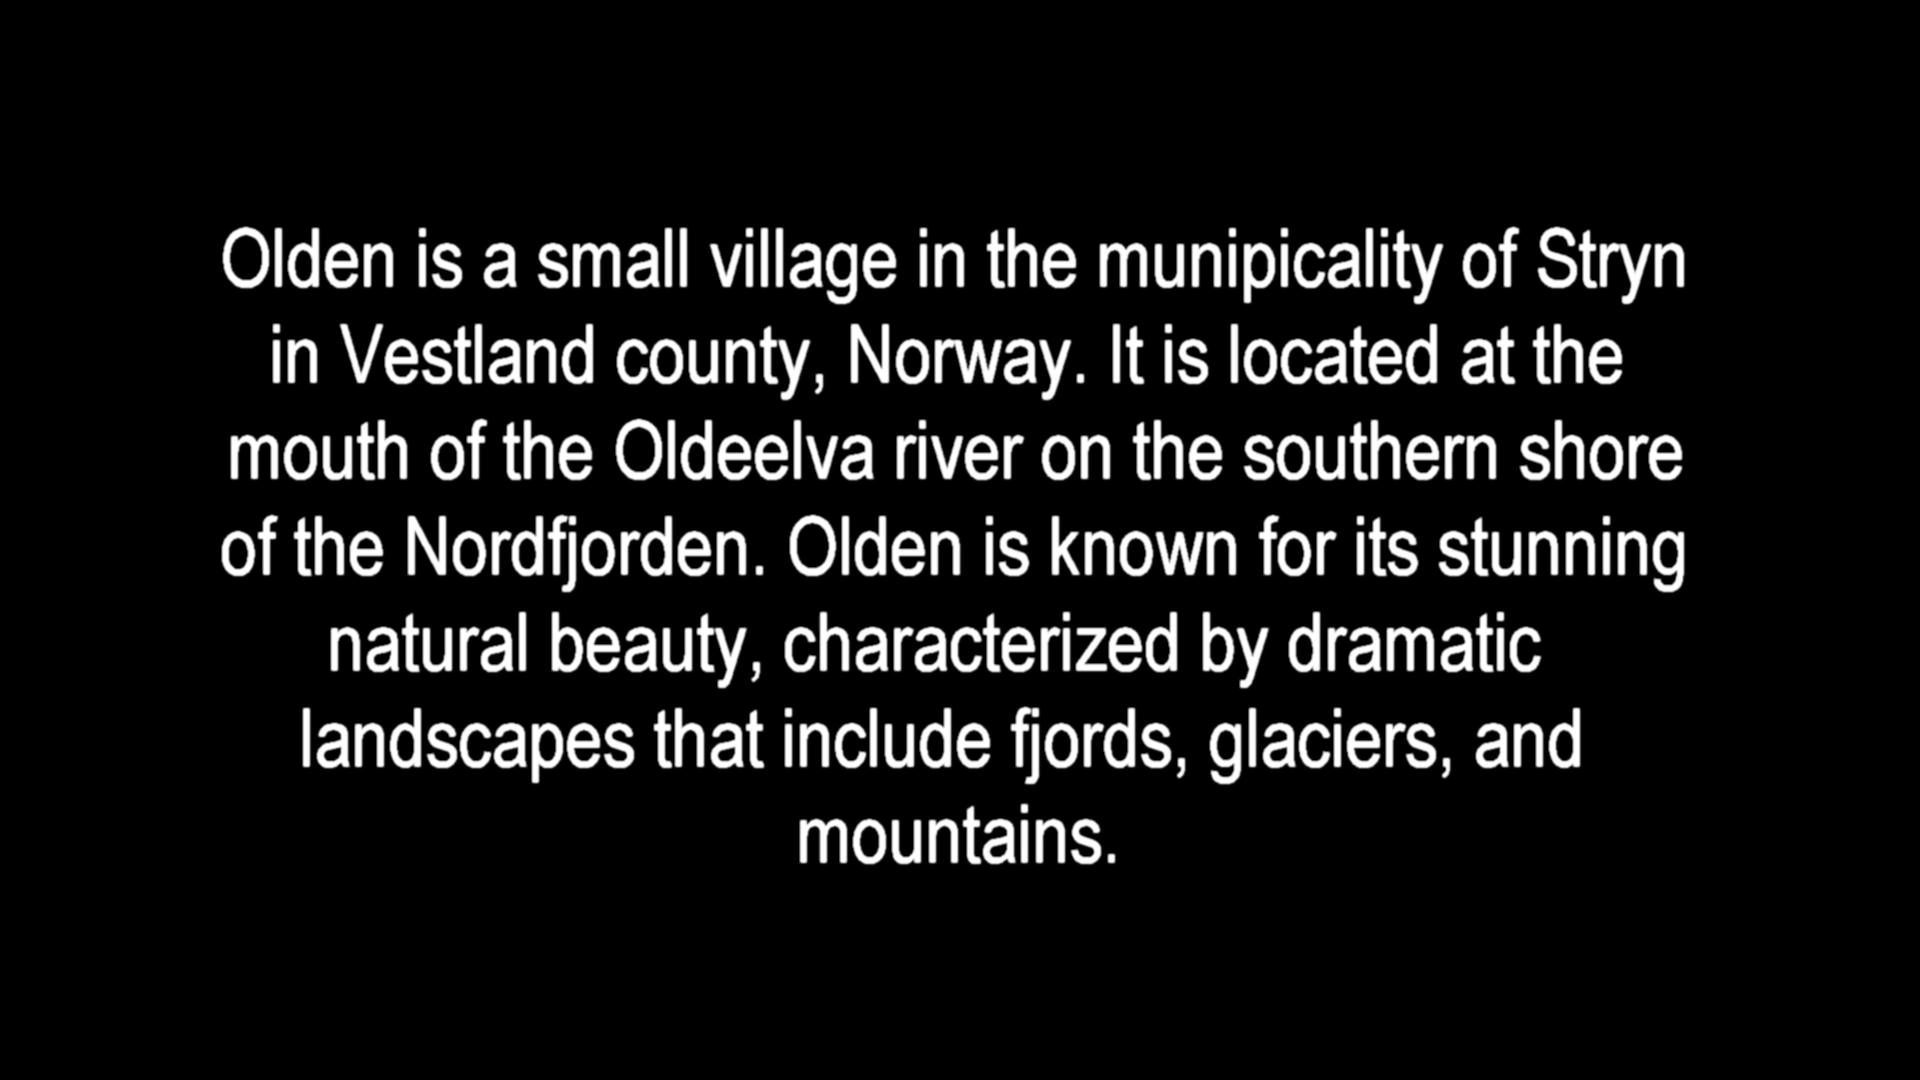 Olden is a small village in the munipicality of Stryn
in Vestland county, Norway. It is located at the
mouth of the Oldeelva river on the southern shore
of the Nordfjorden. Olden is known for its stunning
natural beauty, characterized by dramatic
landscapes that include fjords, glaciers, and
mountains.